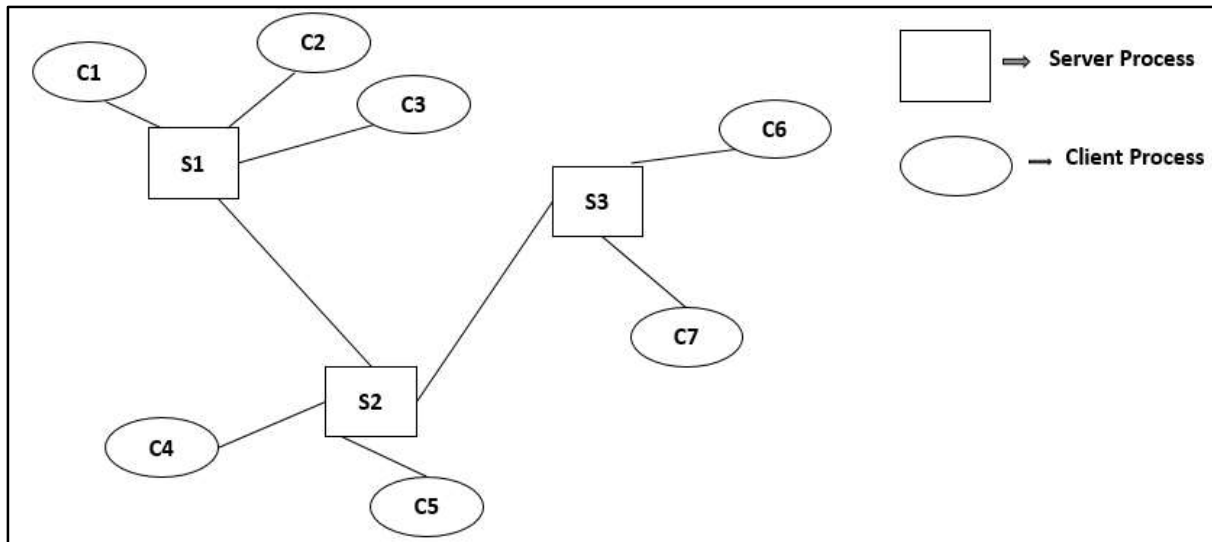 C1
C2
C3
S1
C6
S3
C7
S2
C4
C5
Server Process
Client Process